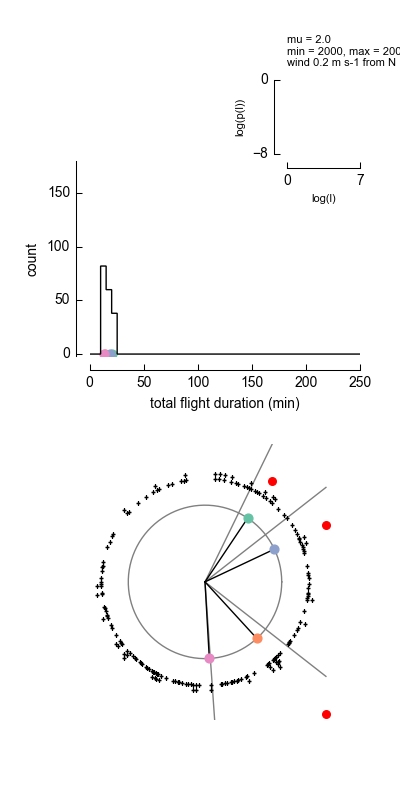 mu = 2.0
min = 2000, max = 200
wind 0.2 m s-1 from N
0
log(p(l))
−8
0 7
log(l)
150
100
50
0
count
0 50 100 150 200 250
total flight duration (min)